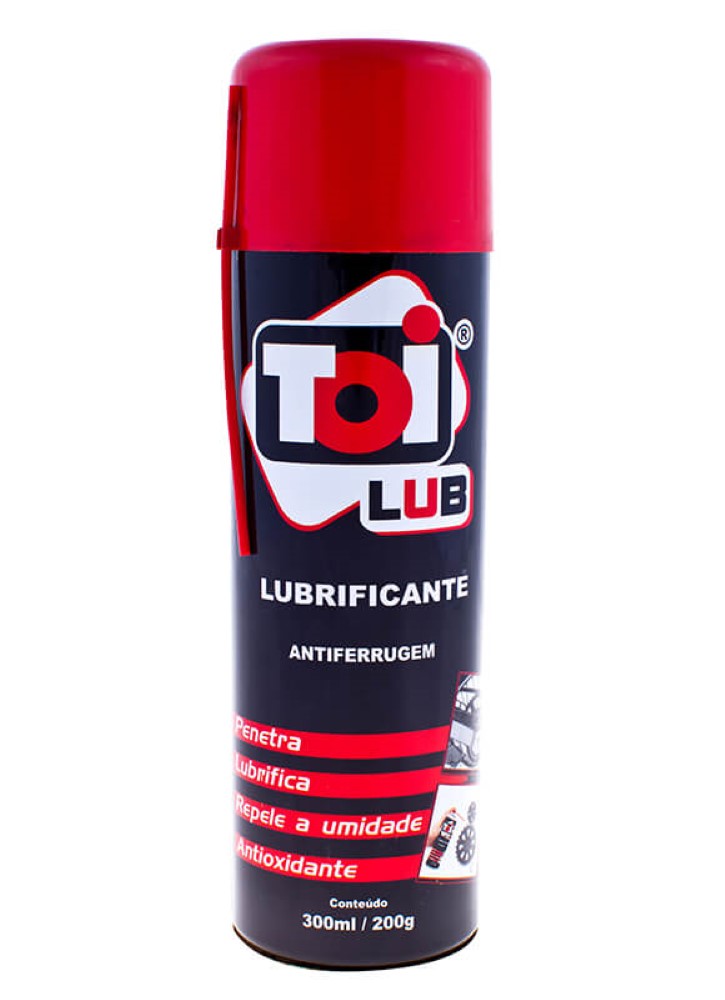 Toi®
LUB
LUBRIFICANTE
ANTIFERRUGEM
Penetra
Lubrifica
Repele a umidade
Antioxidante
Conteúdo
300ml / 200g